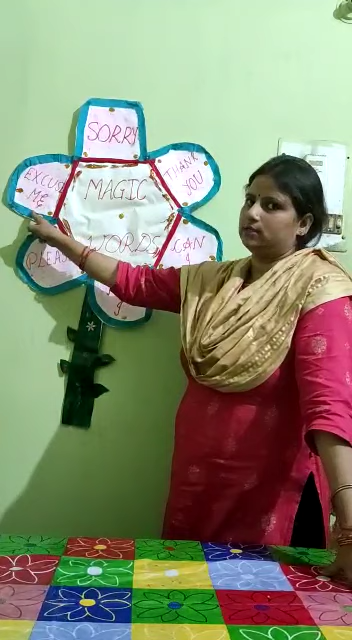 SORRY
THANK
YOU
EXCUSE
ME
MAGIC
WORDS
CAN
I
PLEASE
I